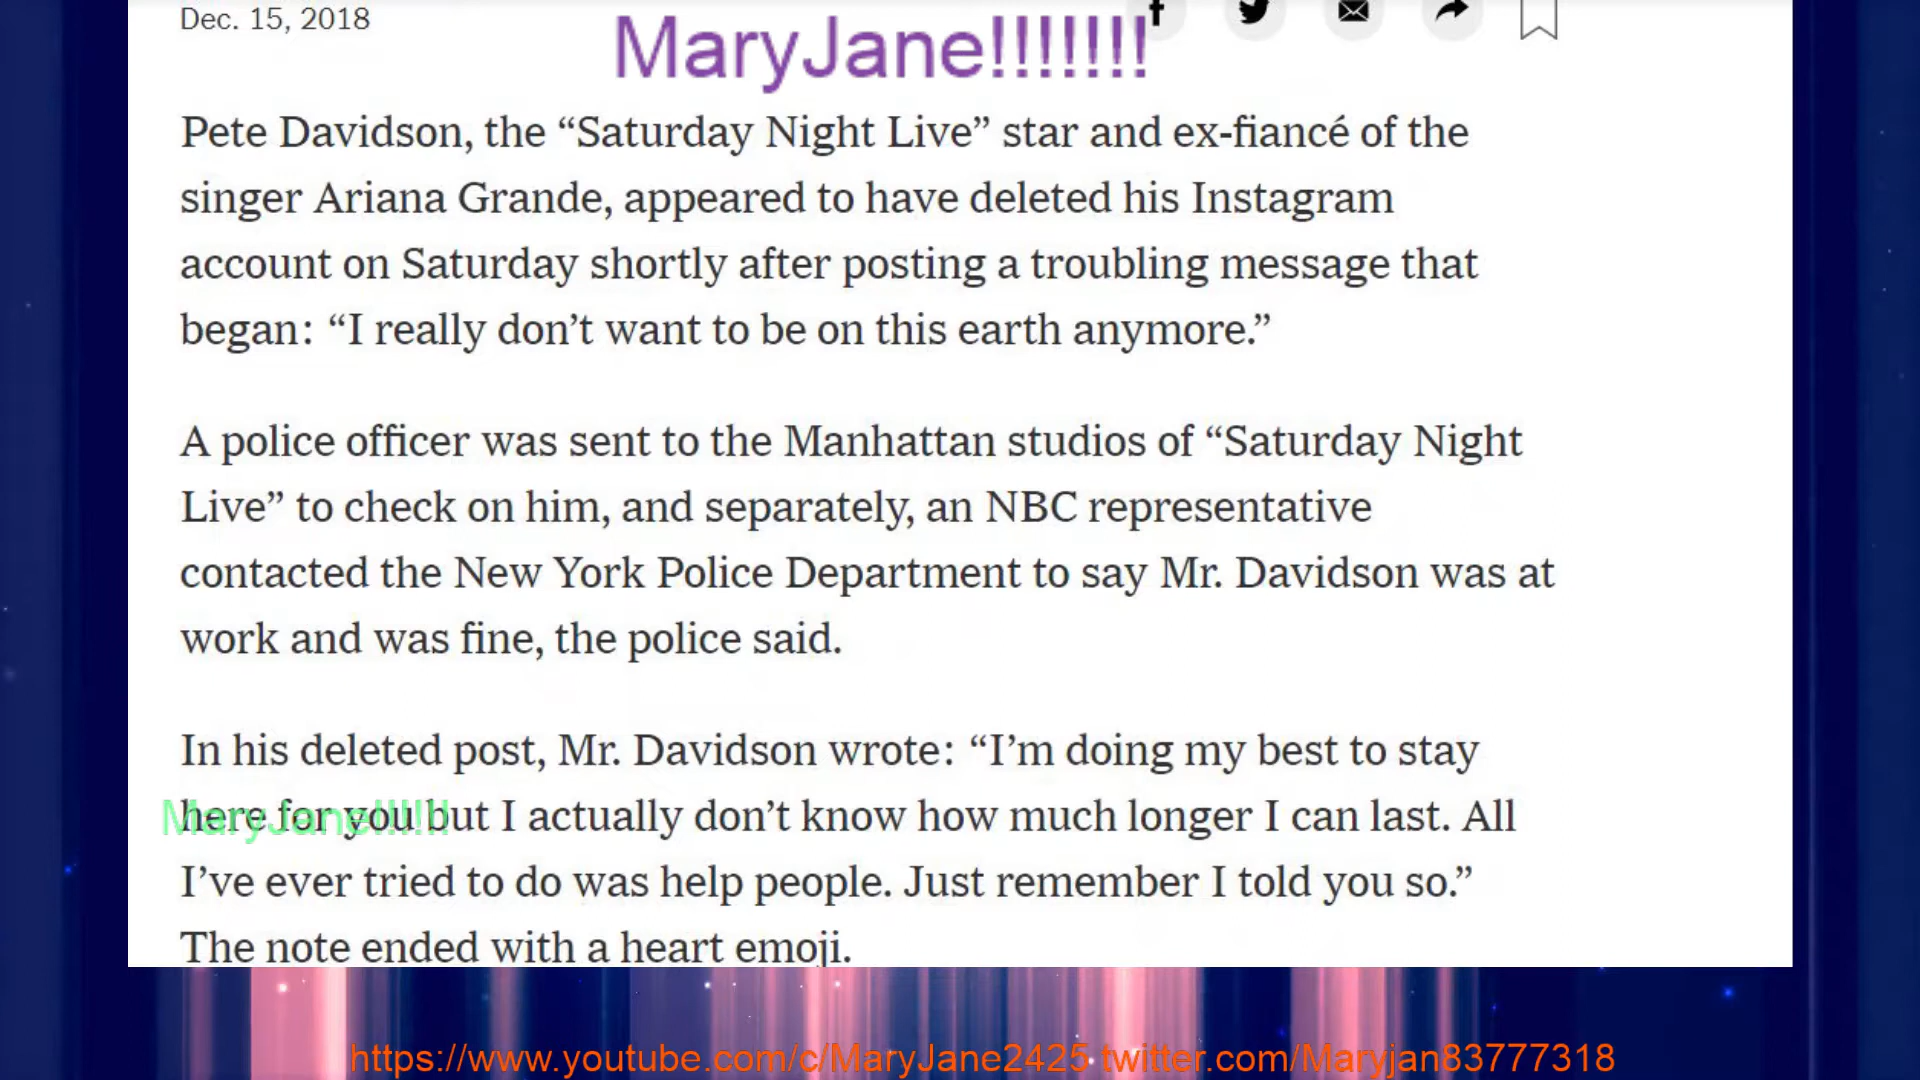 Dec. 15, 2018
MaryJane!!!!!!!
Pete Davidson, the “Saturday Night Live” star and ex-fiancé of the
singer Ariana Grande, appeared to have deleted his Instagram
account on Saturday shortly after posting a troubling message that
began: “I really don’t want to be on this earth anymore.”
A police officer was sent to the Manhattan studios of “Saturday Night
Live” to check on him, and separately, an NBC representative
contacted the New York Police Department to say Mr. Davidson was at
work and was fine, the police said.
In his deleted post, Mr. Davidson wrote: “I’m doing my best to stay
here for you but I actually don’t know how much longer I can last. All
MaryJane!!!!!!
I’ve ever tried to do was help people. Just remember I told you so.”
The note ended with a heart emoji.
https://www.youtube.com/c/MaryJane2425 twitter.com/Maryjan83777318